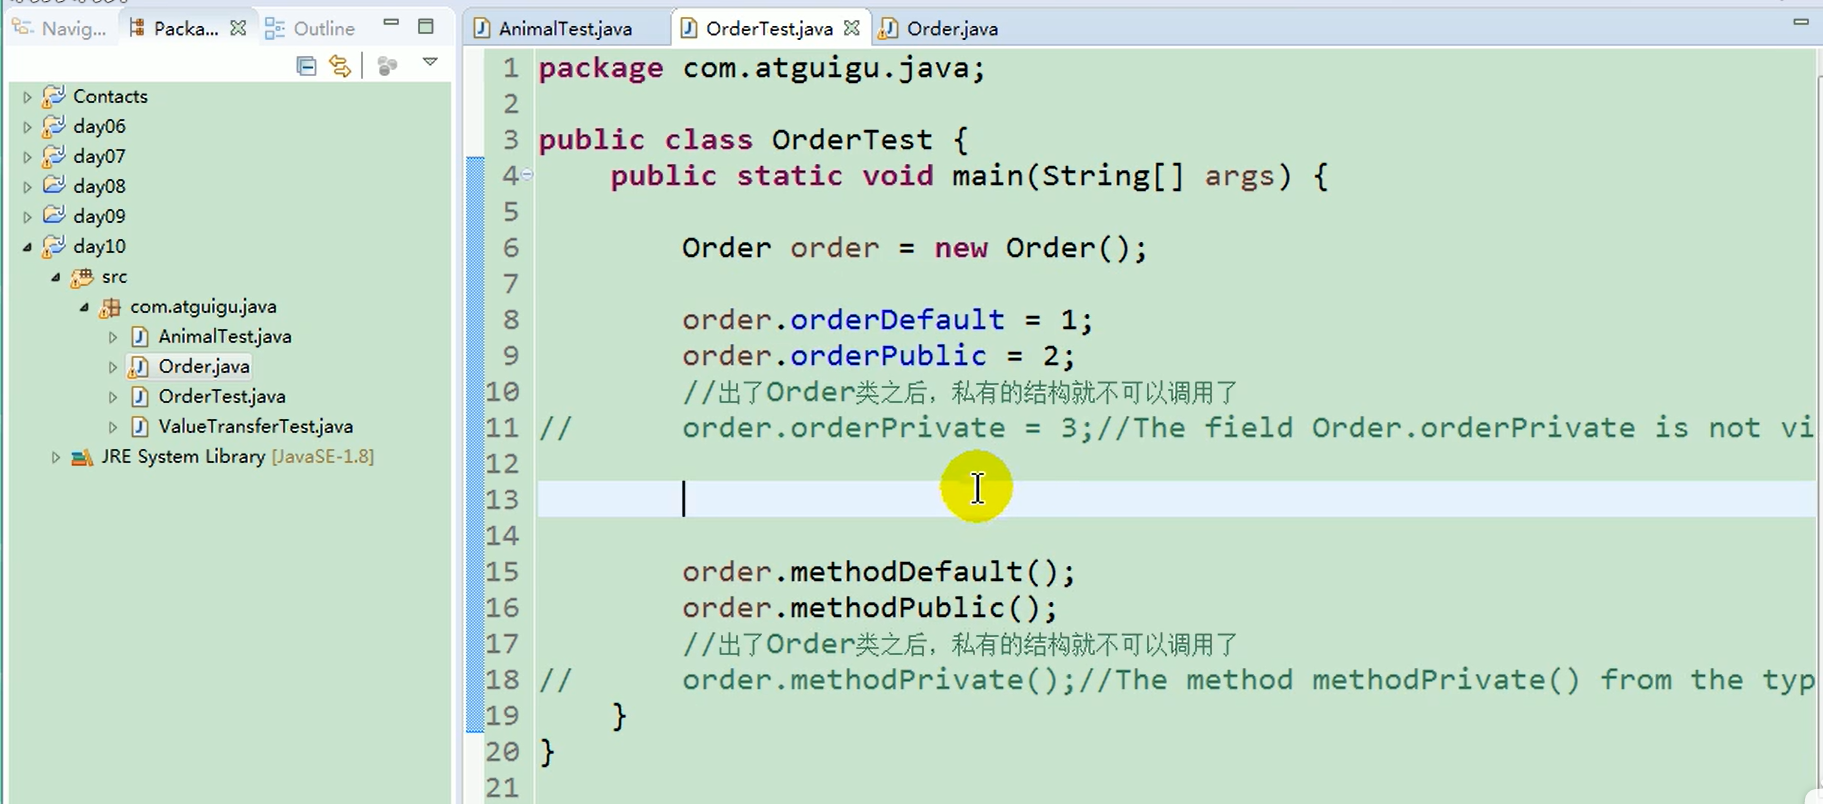 Navig...
Packa...
Outline
Contacts
day06
day07
day08
day09
day10
src
com.atguigu.java
AnimalTest.java
Order.java
OrderTest.java
ValueTransferTest.java
JRE System Library [JavaSE-1.8]
AnimalTest.java
OrderTest.java
Order.java
1 package com.atguigu.java;
2
3 public class OrderTest {
4 public static void main(String[] args) {
5
6 Order order = new Order();
7
8 order.orderDefault = 1;
9 order.orderPublic = 2;
10 //出了Order类之后，私有的结构就不可以调用了
11 // order.orderPrivate = 3;//The field Order.orderPrivate is not vi
12
13
14
15 order.methodDefault();
16 order.methodPublic();
17 //出了Order类之后，私有的结构就不可以调用了
18 // order.methodPrivate();//The method methodPrivate() from the typ
19 }
20 }
21